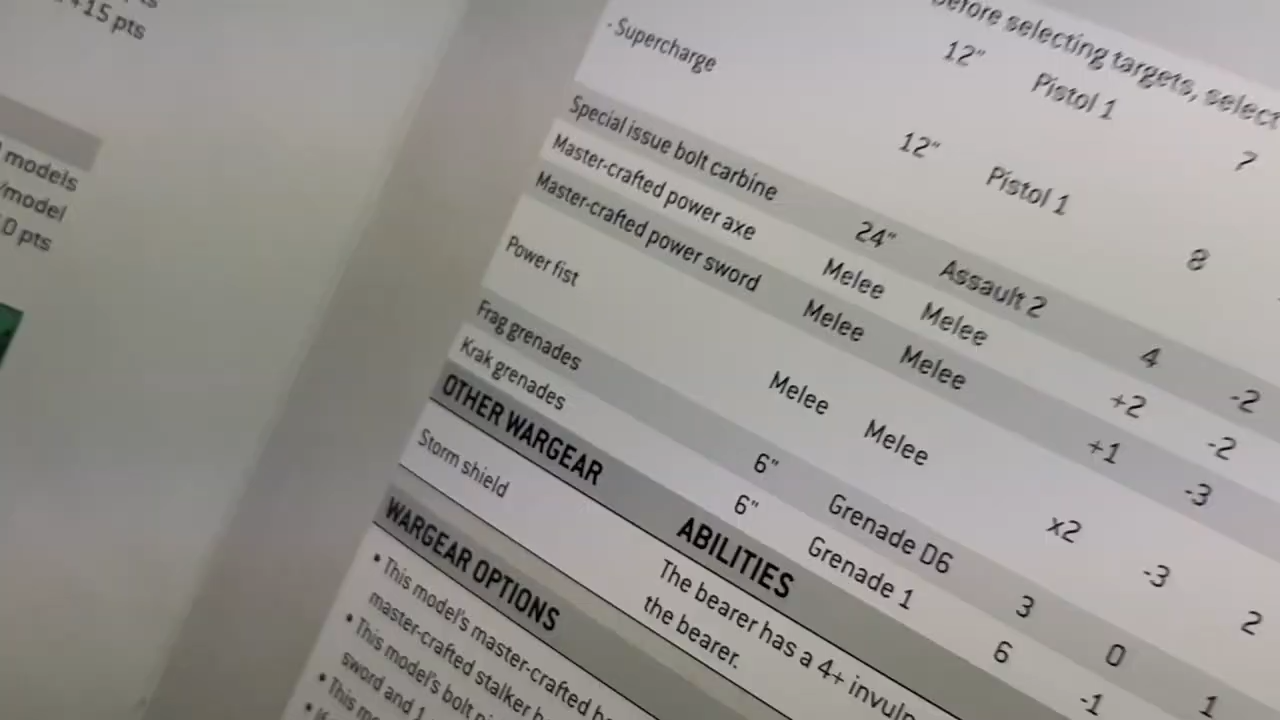 +15 pts
models
/model
0 pts
before selecting targets, select
12" Pistol 1 7
- Supercharge 12" Pistol 1 8
Special issue bolt carbine 24" Assault 2 4 -2
Master-crafted power axe Melee Melee +2 -2
Master-crafted power sword Melee Melee +1 -3
Power fist Melee Melee x2 -3 2
Frag grenades 6" Grenade D6 3 0 1
Krak grenades 6" Grenade 1 6 -1
OTHER WARGEAR ABILITIES
Storm shield The bearer has a 4+ invuln
the bearer.
WARGEAR OPTIONS
• This model's master-crafted
master-crafted stalker
• This model's bolt
sword and 1
• This